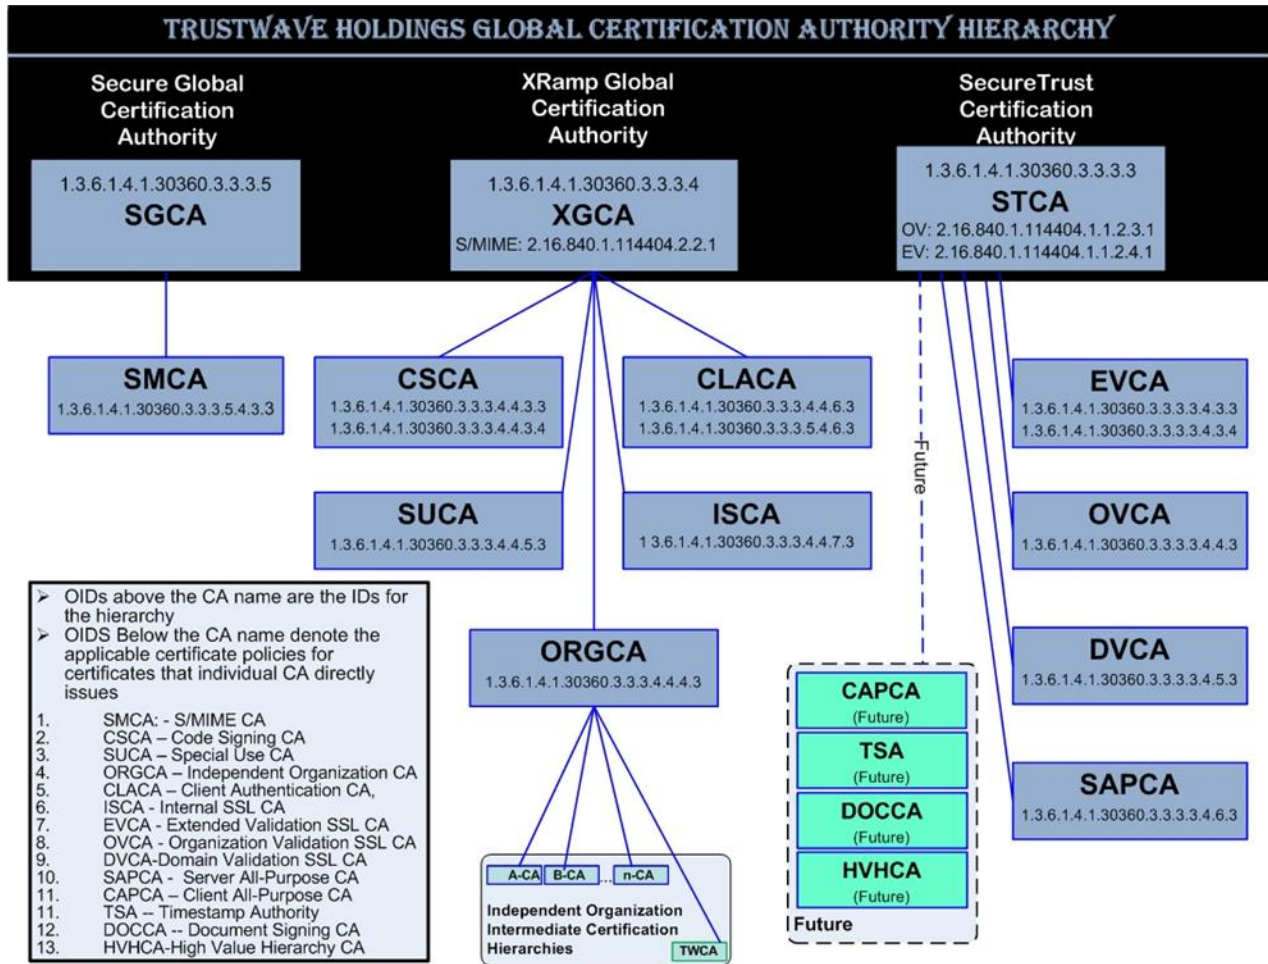 TRUSTWAVE HOLDINGS GLOBAL CERTIFICATION AUTHORITY HIERARCHY
Secure Global
Certification
Authority
1.3.6.1.4.1.30360.3.3.3.5
SGCA
XRamp Global
Certification
Authority
1.3.6.1.4.1.30360.3.3.3.4
XGCA
S/MIME: 2.16.840.1.114404.2.2.1
SecureTrust
Certification
Authority
1.3.6.1.4.1.30360.3.3.3.3
STCA
OV: 2.16.840.1.114404.1.1.2.3.1
EV: 2.16.840.1.114404.1.1.2.4.1
SMCA
1.3.6.1.4.1.30360.3.3.3.5.4.3.3
CSCA
1.3.6.1.4.1.30360.3.3.3.4.4.3.3
1.3.6.1.4.1.30360.3.3.3.4.4.3.4
CLACA
1.3.6.1.4.1.30360.3.3.3.4.4.6.3
1.3.6.1.4.1.30360.3.3.3.5.4.6.3
EVCA
1.3.6.1.4.1.30360.3.3.3.3.4.3.3
1.3.6.1.4.1.30360.3.3.3.3.4.3.4
Future
SUCA
1.3.6.1.4.1.30360.3.3.3.4.4.5.3
ISCA
1 3.6.1.4.1.30360.3.3.3.4.4.7.3
OVCA
1.3.6.1.4.1.30360.3.3.3.3.4.4.3
ORGCA
1.3.6.1.4.1.30360.3.3.3.4.4.4.3
DVCA
1.3.6.1.4.1.30360.3.3.3.3.4.5.3
SAPCA
1.3.6.1.4.1.30360.3.3.3.3.4.6.3
CAPCA
(Future)
TSA
(Future)
DOCCA
(Future)
HVHCA
(Future)
Future
A-CA B-CA ... n-CA
Independent Organization
Intermediate Certification
Hierarchies
TWCA
➢ OIDs above the CA name are the IDs for
the hierarchy
➢ OIDS Below the CA name denote the
applicable certificate policies for
certificates that individual CA directly
issues
1. SMCA: - S/MIME CA
2. CSCA – Code Signing CA
3. SUCA – Special Use CA
4. ORGCA – Independent Organization CA
5. CLACA – Client Authentication CA,
6. ISCA - Internal SSL CA
7. EVCA - Extended Validation SSL CA
8. OVCA - Organization Validation SSL CA
9. DVCA-Domain Validation SSL CA
10. SAPCA - Server All-Purpose CA
11. CAPCA – Client All-Purpose CA
11. TSA -- Timestamp Authority
12. DOCCA -- Document Signing CA
13. HVHCA-High Value Hierarchy CA